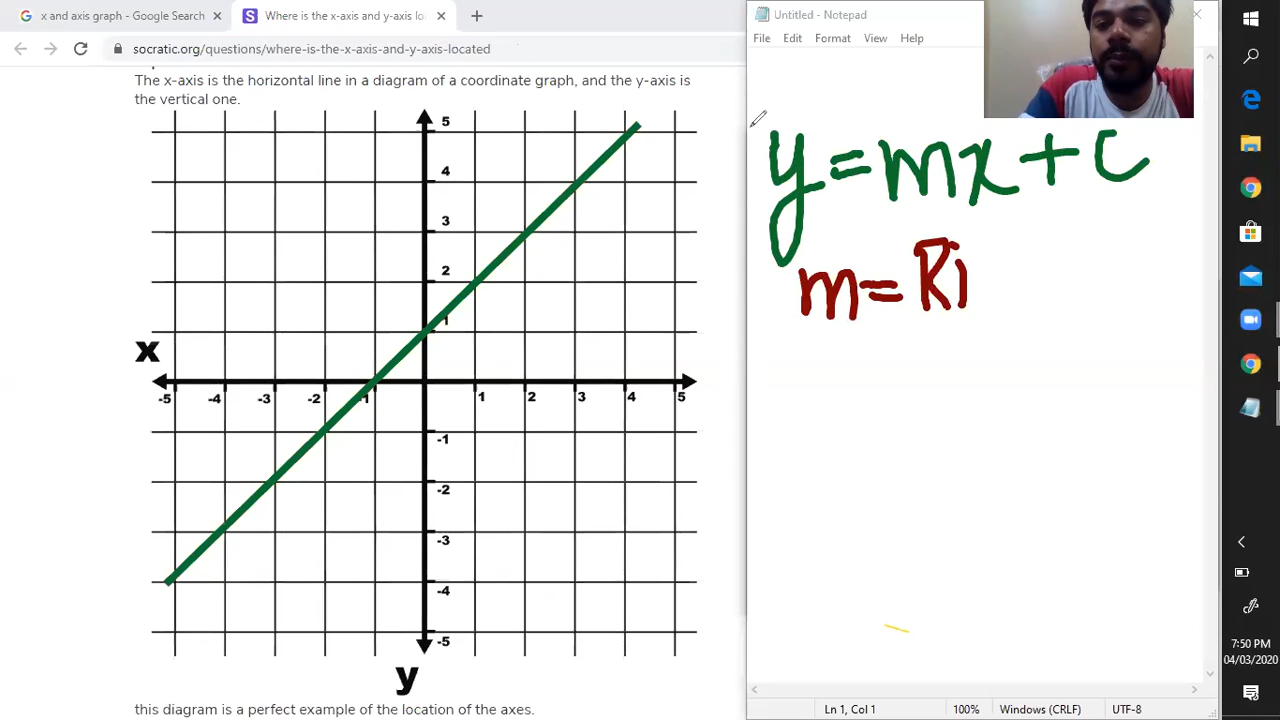 x and axis graph - Google Search
Where is the x-axis and y-axis lo
Untitled - Notepad
socratic.org/questions/where-is-the-x-axis-and-y-axis-located
File Edit Format View Help
The x-axis is the horizontal line in a diagram of a coordinate graph, and the y-axis is
the vertical one.
5
4
3
2
1
x
-5 -4 -3 -2 -1 1 2 3 4 5
-1
-2
-3
-4
-5
y
this diagram is a perfect example of the location of the axes.
y=mx+c
m=Ri
Ln 1, Col 1 100% Windows (CRLF) UTF-8
7:50 PM
04/03/2020